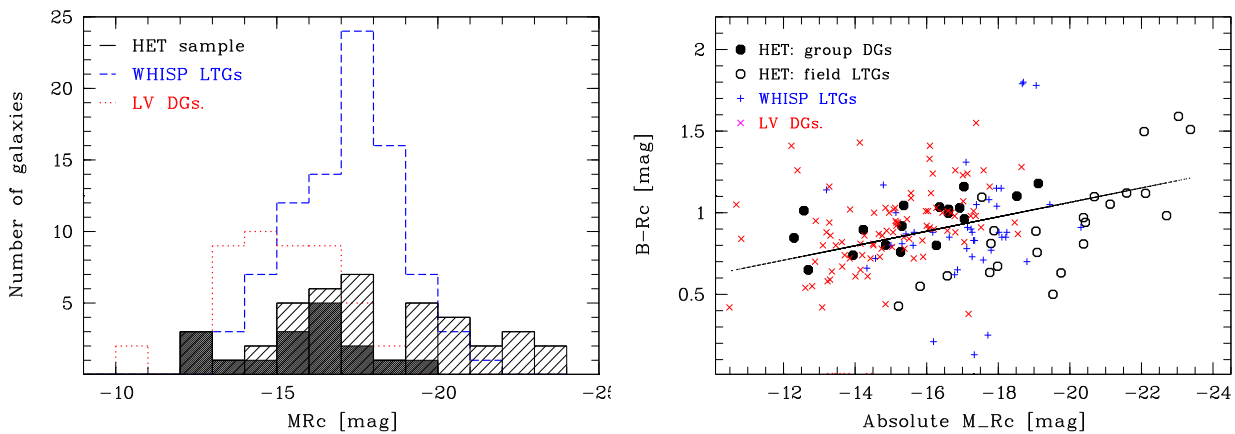 25
20
15
10
5
Number of galaxies
HET sample
WHISP LTGs
LV DGs.
-10
-15
-20
-25
MRc [mag]
2
1.5
1
0.5
B-Rc [mag]
HET: group DGs
HET: field LTGs
WHISP LTGs
LV DGs.
-12
-14
-16
-18
-20
-22
-24
Absolute M_Rc [mag]